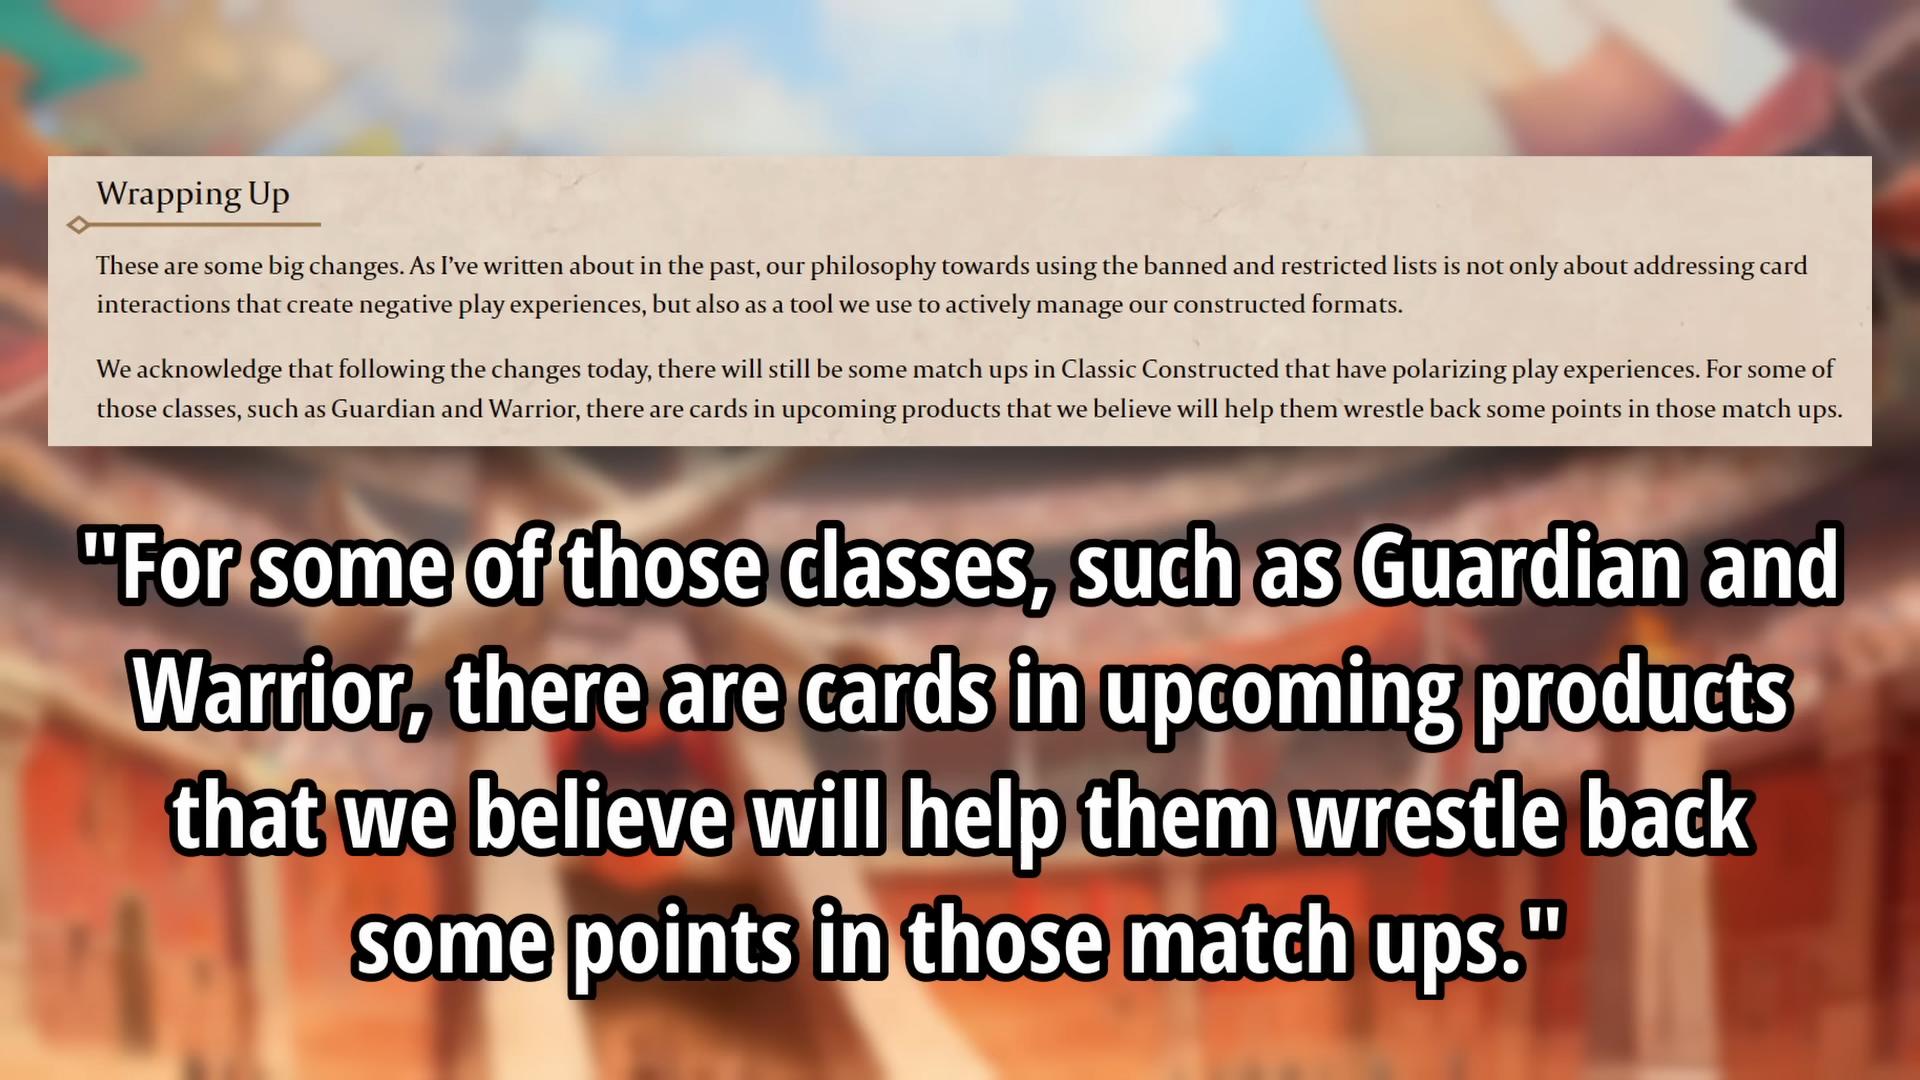 Wrapping Up
These are some big changes. As I've written about in the past, our philosophy towards using the banned and restricted lists is not only about addressing card
interactions that create negative play experiences, but also as a tool we use to actively manage our constructed formats.
We acknowledge that following the changes today, there will still be some match ups in Classic Constructed that have polarizing play experiences. For some of
those classes, such as Guardian and Warrior, there are cards in upcoming products that we believe will help them wrestle back some points in those match ups.
"For some of those classes, such as Guardian and
Warrior, there are cards in upcoming products
that we believe will help them wrestle back
some points in those match ups."